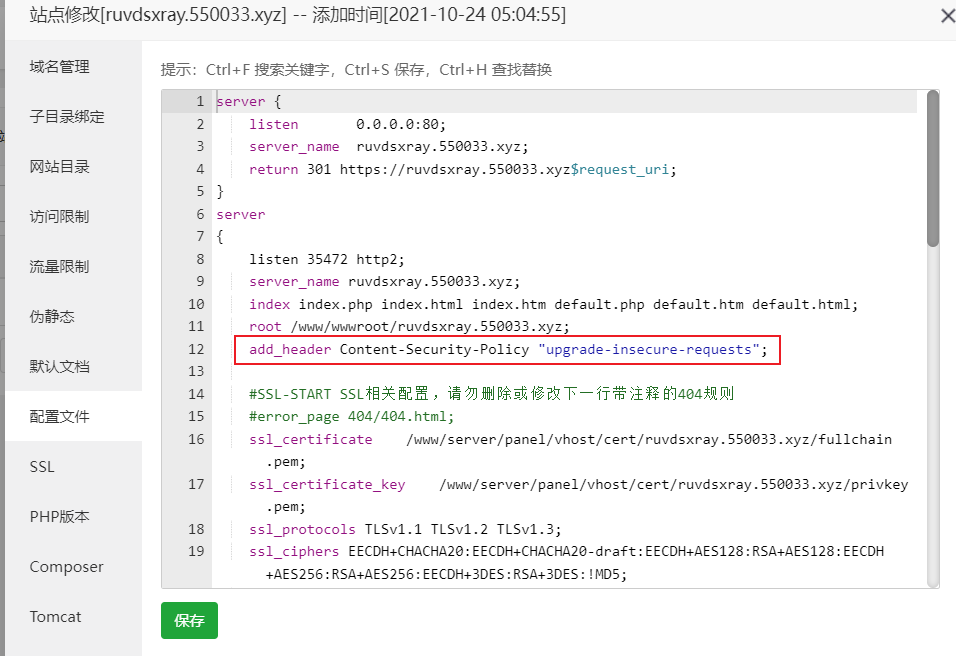 站点修改[ruvdsxray.550033.xyz] -- 添加时间[2021-10-24 05:04:55]
域名管理
子目录绑定
网站目录
访问限制
流量限制
伪静态
默认文档
配置文件
SSL
PHP版本
Composer
Tomcat
提示：Ctrl+F 搜索关键字，Ctrl+S 保存，Ctrl+H 查找替换
1 server {
2 listen 0.0.0.0:80;
3 server_name ruvdsxray.550033.xyz;
4 return 301 https://ruvdsxray.550033.xyz$request_uri;
5 }
6 server
7 {
8 listen 35472 http2;
9 server_name ruvdsxray.550033.xyz;
10 index index.php index.html index.htm default.php default.htm default.html;
11 root /www/wwwroot/ruvdsxray.550033.xyz;
12 add_header Content-Security-Policy "upgrade-insecure-requests";
13
14 #SSL-START SSL相关配置，请勿删除或修改下一行带注释的404规则
15 #error_page 404/404.html;
16 ssl_certificate /www/server/panel/vhost/cert/ruvdsxray.550033.xyz/fullchain
.pem;
17 ssl_certificate_key /www/server/panel/vhost/cert/ruvdsxray.550033.xyz/privkey
.pem;
18 ssl_protocols TLSv1.1 TLSv1.2 TLSv1.3;
19 ssl_ciphers EECDH+CHACHA20:EECDH+CHACHA20-draft:EECDH+AES128:RSA+AES128:EECDH
+AES256:RSA+AES256:EECDH+3DES:RSA+3DES:!MD5;
保存